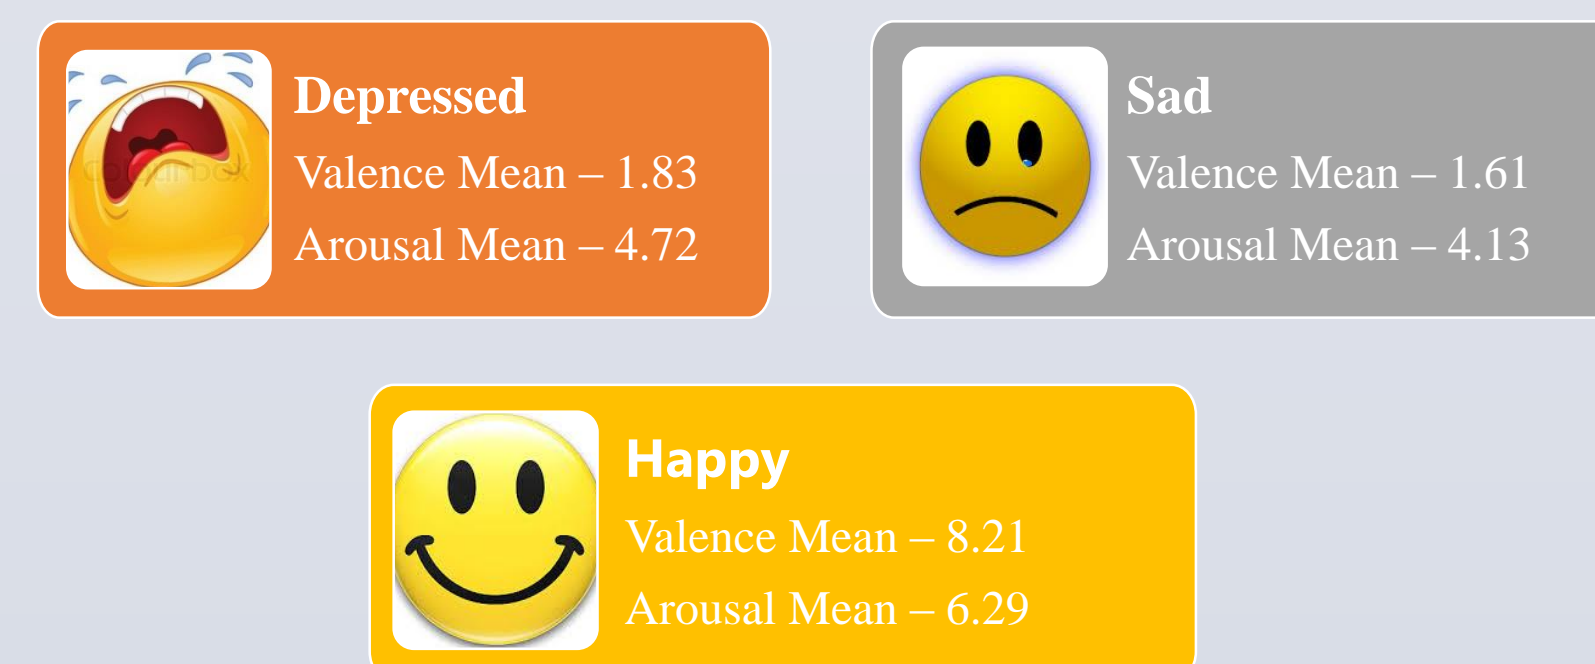 Depressed
Valence Mean – 1.83
Arousal Mean – 4.72
Colourbox
Sad
Valence Mean – 1.61
Arousal Mean – 4.13
Happy
Valence Mean – 8.21
Arousal Mean – 6.29